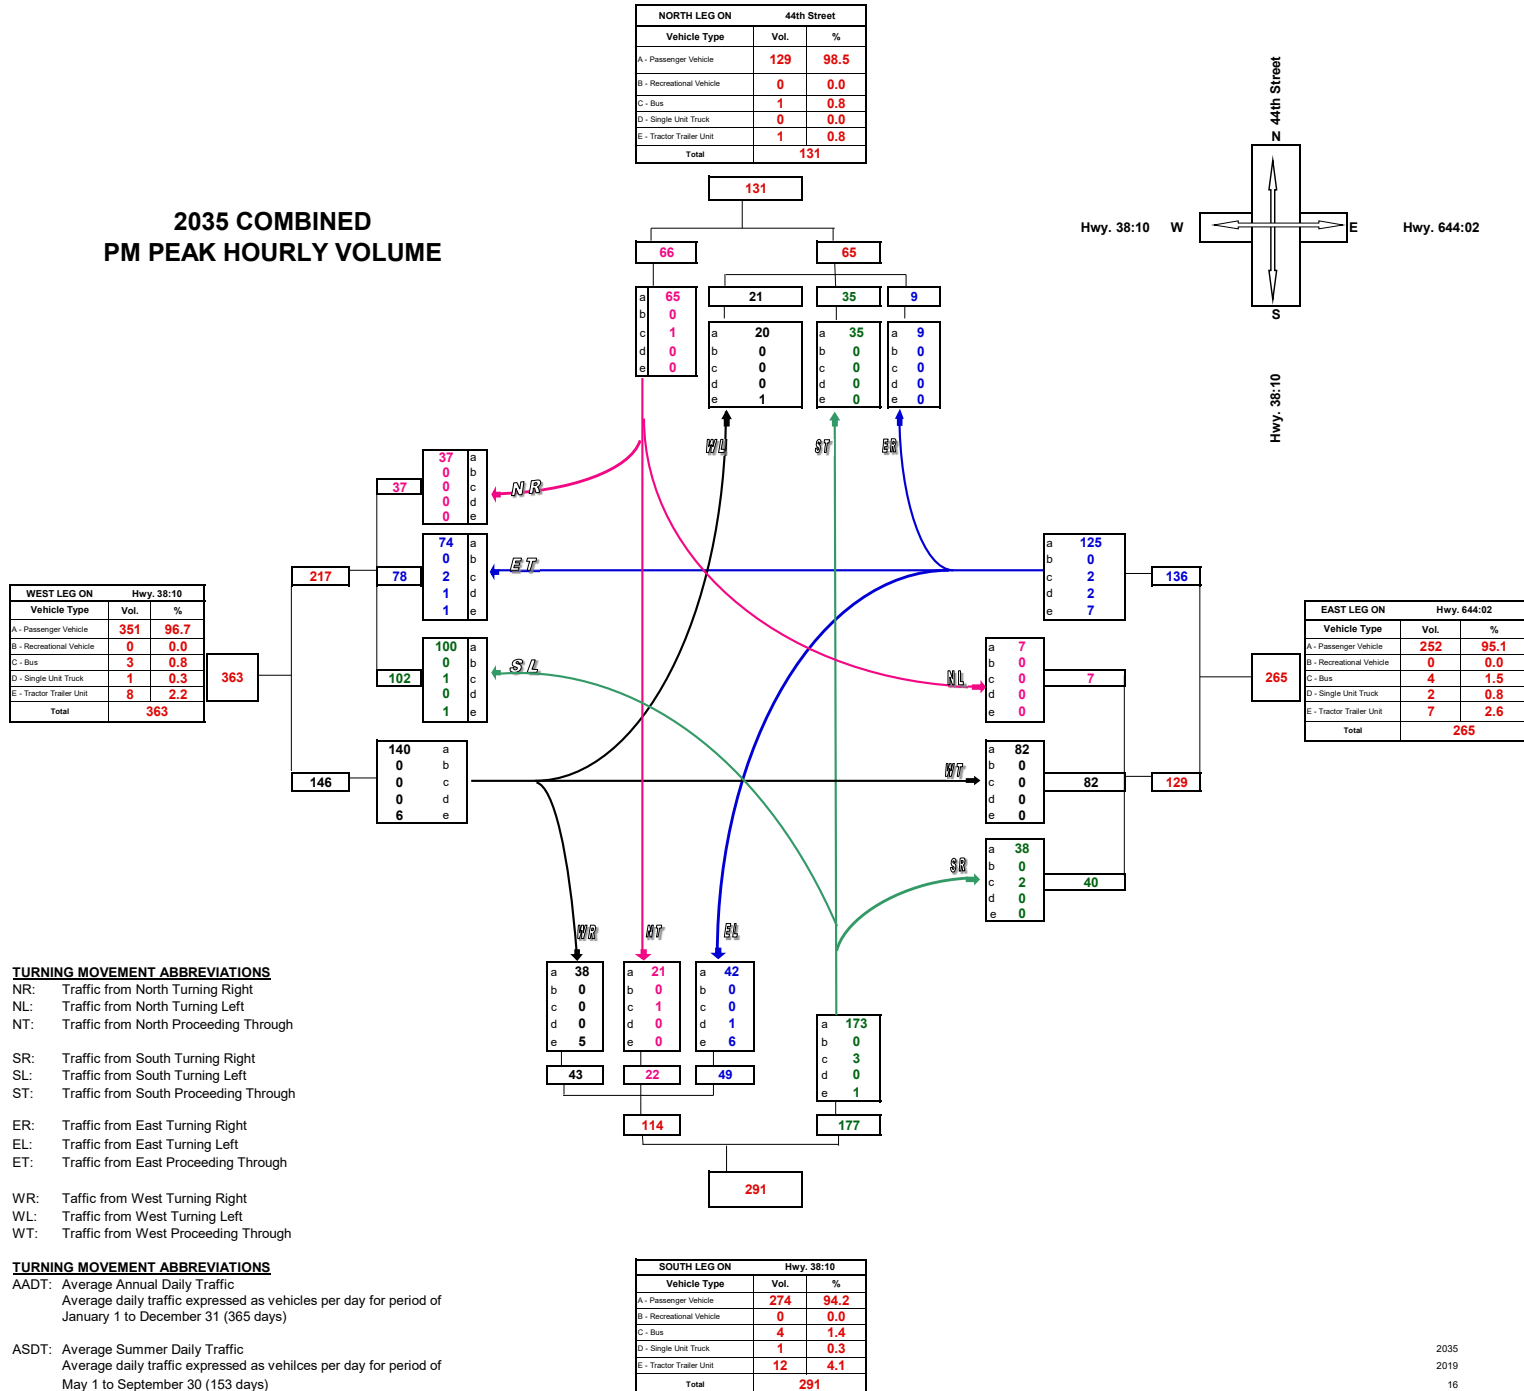 NORTH LEG ON 44th Street
Vehicle Type Vol. %
A - Passenger Vehicle 129 98.5
B - Recreational Vehicle 0 0.0
C - Bus 1 0.8
D - Single Unit Truck 0 0.0
E - Tractor Trailer Unit 1 0.8
Total 131
131
2035 COMBINED
PM PEAK HOURLY VOLUME
44th Street
N
Hwy. 38:10 W E Hwy. 644:02
S
Hwy. 38:10
66 65
21 35 9
a 65
b 0
c 1
d 0
e 0
a 20
b 0
c 0
d 0
e 1
a 35
b 0
c 0
d 0
e 0
a 9
b 0
c 0
d 0
e 0
WL ST ER
37 a
0 b
0 c
0 d
0 e
37
NR
74 a
0 b
2 c
1 d
1 e
217 78
ET
100 a
0 b
1 c
0 d
1 e
102
SL
a 125
b 0
c 2
d 2
e 7
136
WEST LEG ON Hwy. 38:10
Vehicle Type Vol. %
A - Passenger Vehicle 351 96.7
B - Recreational Vehicle 0 0.0
C - Bus 3 0.8
D - Single Unit Truck 1 0.3
E - Tractor Trailer Unit 8 2.2
Total 363
363
NL
a 7
b 0
c 0
d 0
e 0
7
265
EAST LEG ON Hwy. 644:02
Vehicle Type Vol. %
A - Passenger Vehicle 252 95.1
B - Recreational Vehicle 0 0.0
C - Bus 4 1.5
D - Single Unit Truck 2 0.8
E - Tractor Trailer Unit 7 2.6
Total 265
146
140 a
0 b
0 c
0 d
6 e
WT
a 82
b 0
c 0
d 0
e 0
82 129
SR
a 38
b 0
c 2
d 0
e 0
40
WR NT EL
a 38
b 0
c 0
d 0
e 5
a 21
b 0
c 1
d 0
e 0
a 42
b 0
c 0
d 1
e 6
43 22 49
a 173
b 0
c 3
d 0
e 1
114 177
291
TURNING MOVEMENT ABBREVIATIONS
NR: Traffic from North Turning Right
NL: Traffic from North Turning Left
NT: Traffic from North Proceeding Through
SR: Traffic from South Turning Right
SL: Traffic from South Turning Left
ST: Traffic from South Proceeding Through
ER: Traffic from East Turning Right
EL: Traffic from East Turning Left
ET: Traffic from East Proceeding Through
WR: Taffic from West Turning Right
WL: Traffic from West Turning Left
WT: Traffic from West Proceeding Through
TURNING MOVEMENT ABBREVIATIONS
AADT: Average Annual Daily Traffic
Average daily traffic expressed as vehicles per day for period of
January 1 to December 31 (365 days)
ASDT: Average Summer Daily Traffic
Average daily traffic expressed as vehilces per day for period of
May 1 to September 30 (153 days)
SOUTH LEG ON Hwy. 38:10
Vehicle Type Vol. %
A - Passenger Vehicle 274 94.2
B - Recreational Vehicle 0 0.0
C - Bus 4 1.4
D - Single Unit Truck 1 0.3
E - Tractor Trailer Unit 12 4.1
Total 291
2035
2019
16